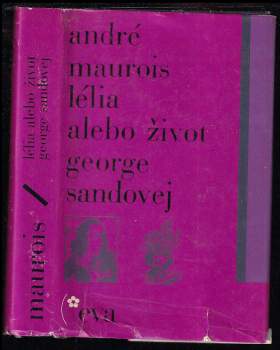 andré
maurois
lélia
alebo život
george
sandovej
eva
maurois / lélia alebo život
george sandovej